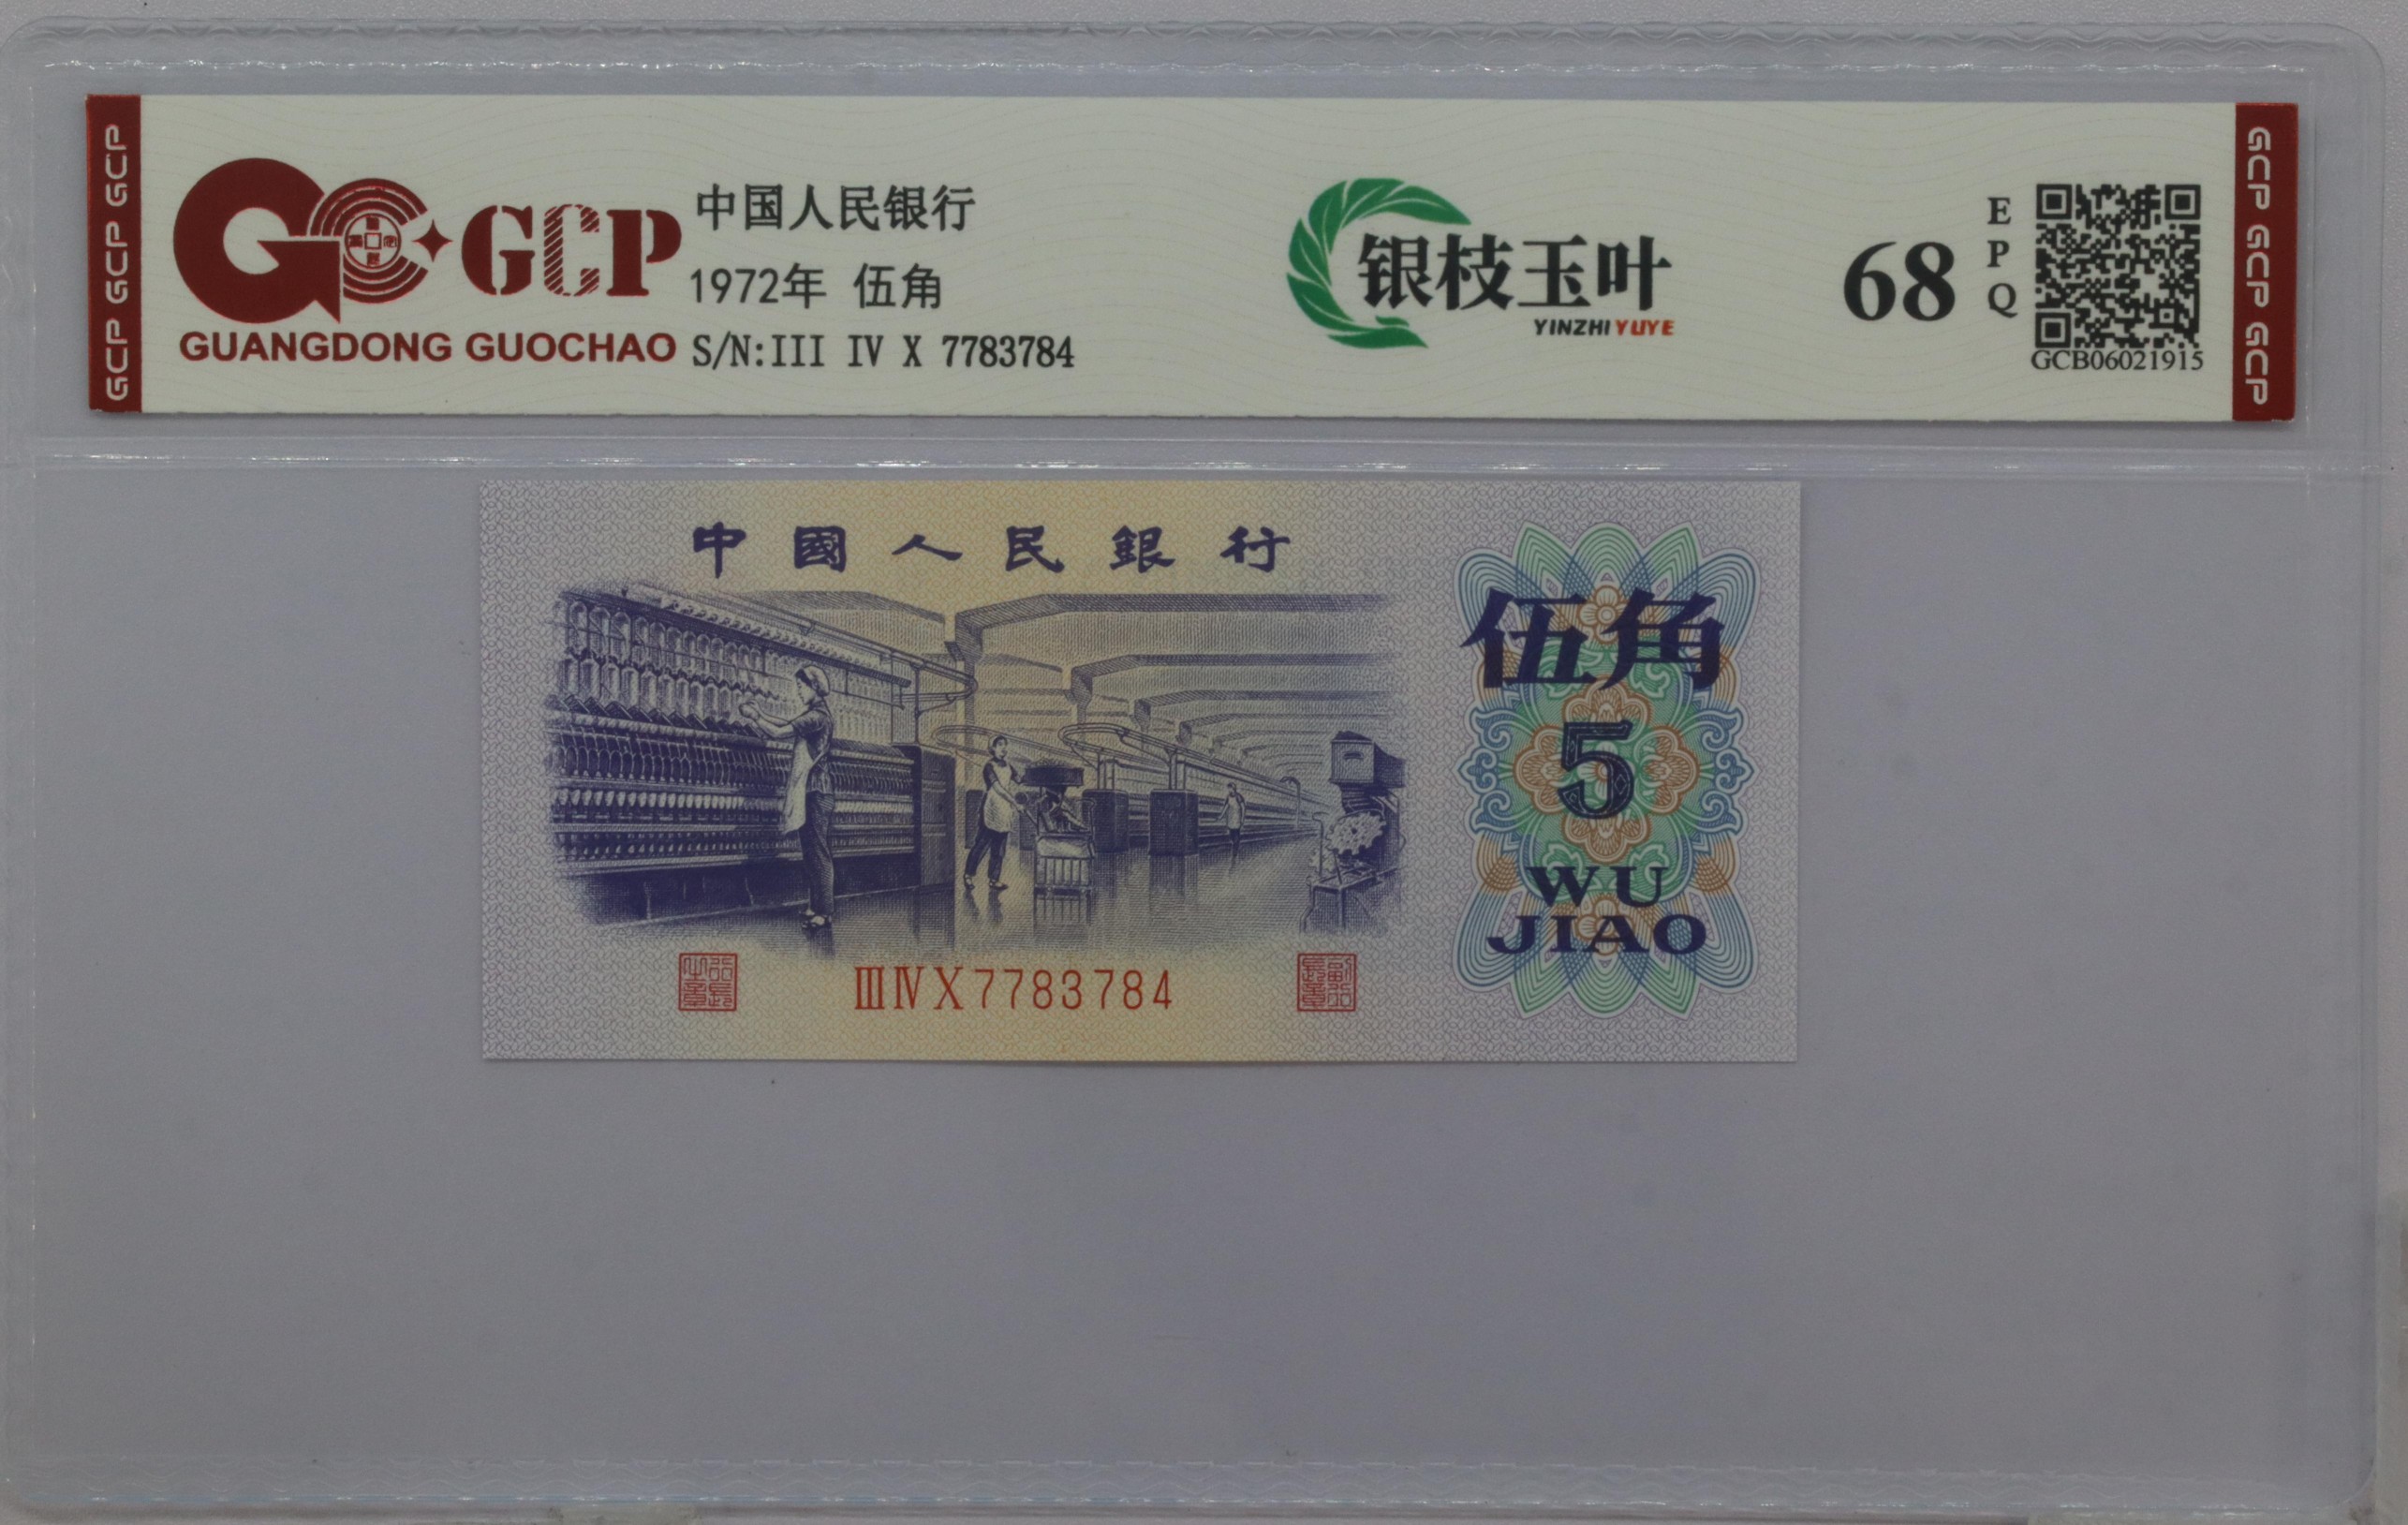 GCP GCP GCP
GCP
GUANGDONG GUOCHAO
中国人民银行
1972年 伍角
S/N:III IV X 7783784
银枝玉叶
YINZHI YUYE
68
EPQ
GCB06021915
GCP GCP GCP
中國人民銀行
伍角
5
WU
JIAO
ⅢⅣⅩ7783784